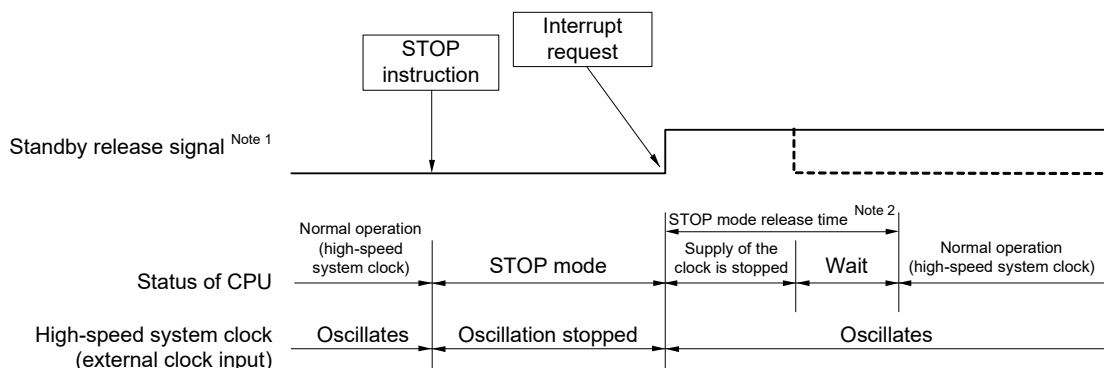 STOP
instruction
Interrupt
request
Standby release signal Note 1
STOP mode release time Note 2
Normal operation
(high-speed
system clock)
Supply of the
clock is stopped
Normal operation
(high-speed system clock)
Status of CPU
STOP mode
Wait
High-speed system clock
(external clock input)
Oscillates
Oscillation stopped
Oscillates